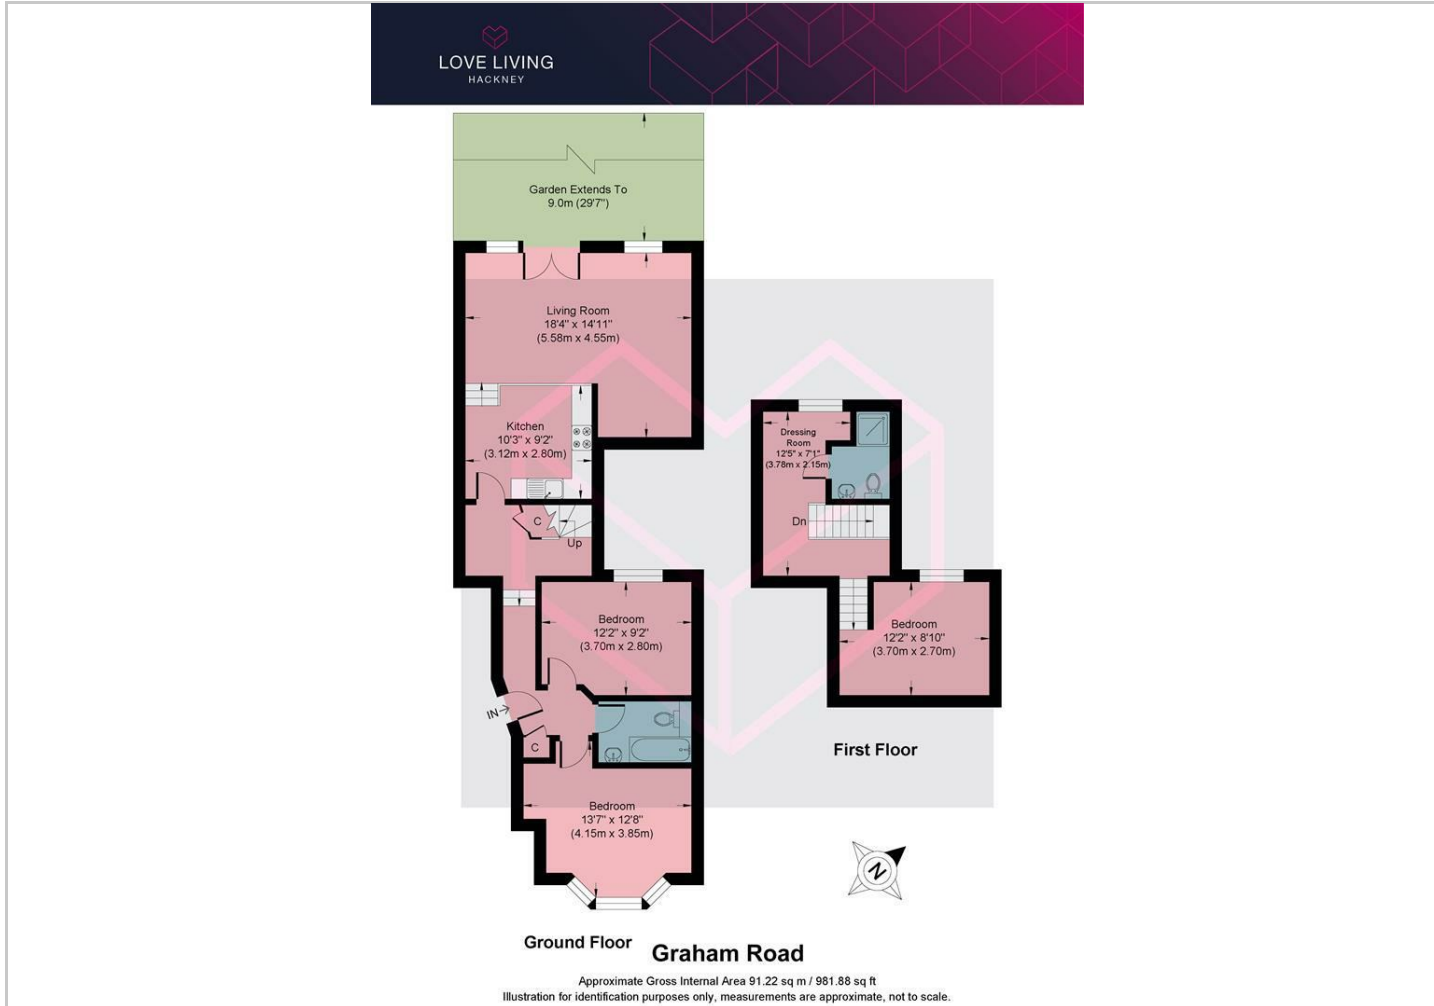 LOVE LIVING
HACKNEY
Garden Extends To
9.0m (29'7")
Living Room
18'4" x 14'11"
(5.58m x 4.55m)
Kitchen
10'3" x 9'2"
(3.12m x 2.80m)
C
Up
Bedroom
12'2" x 9'2"
(3.70m x 2.80m)
IN
C
Bedroom
13'7" x 12'8"
(4.15m x 3.85m)
Ground Floor
Dressing
Room
12'5" x 7'1"
(3.78m x 2.15m)
Dn
Bedroom
12'2" x 8'10"
(3.70m x 2.70m)
First Floor
N
Graham Road
Approximate Gross Internal Area 91.22 sq m / 981.88 sq ft
Illustration for identification purposes only, measurements are approximate, not to scale.